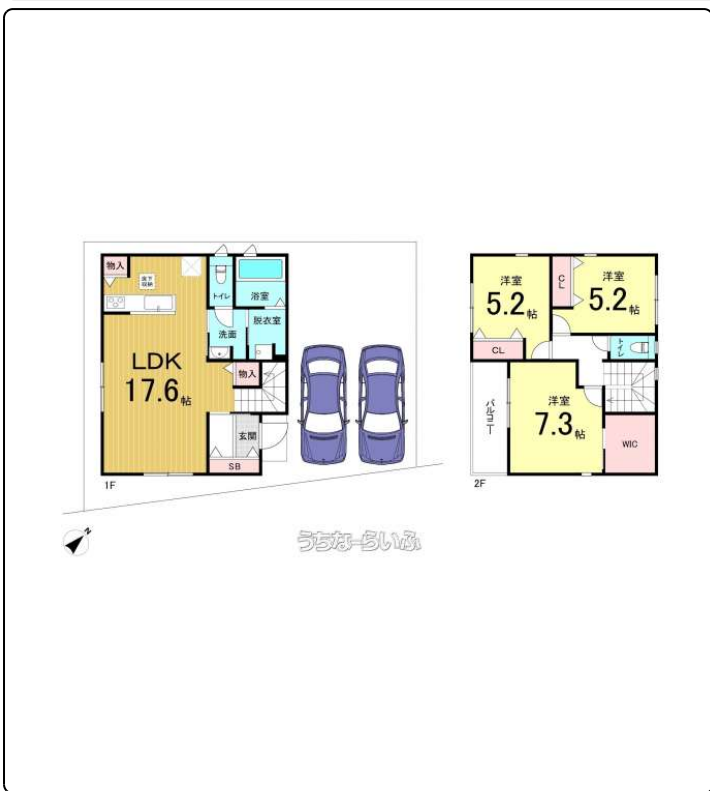 物入
床下
収納
トイレ
浴室
洗面
脱衣室
LDK
17.6帖
物入
玄関
SB
1F
洋室
5.2帖
CL
CL
洋室
5.2帖
トイレ
バルコニー
洋室
7.3帖
WIC
2F
N
うちなーらいふ